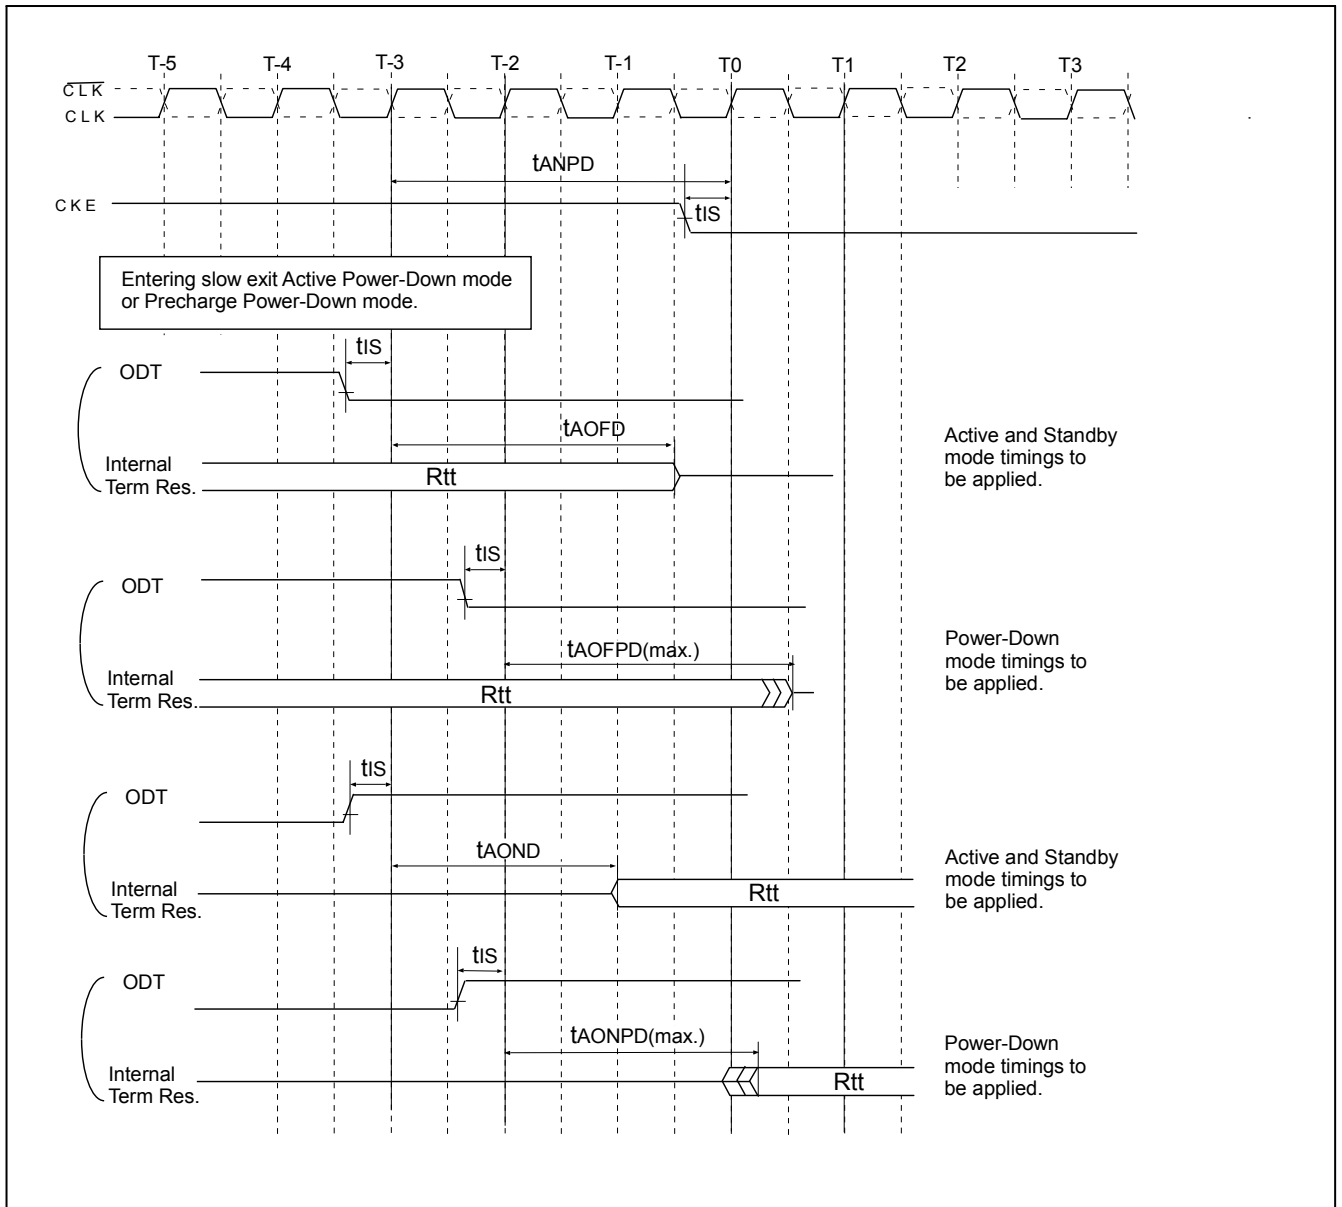 T-5 T-4 T-3 T-2 T-1 T0 T1 T2 T3
CLK
CLK
tANPD
CKE
tIS
Entering slow exit Active Power-Down mode
or Precharge Power-Down mode.
tIS
ODT
tAOFD
Internal
Term Res.
Rtt
Active and Standby
mode timings to
be applied.
tIS
ODT
tAOFPD(max.)
Internal
Term Res.
Rtt
Power-Down
mode timings to
be applied.
tIS
ODT
tAOND
Internal
Term Res.
Rtt
Active and Standby
mode timings to
be applied.
tIS
ODT
tAONPD(max.)
Internal
Term Res.
Rtt
Power-Down
mode timings to
be applied.